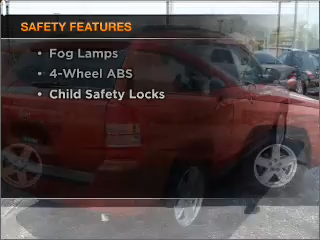 SAFETY FEATURES
• Fog Lamps
• 4-Wheel ABS
• Child Safety Locks